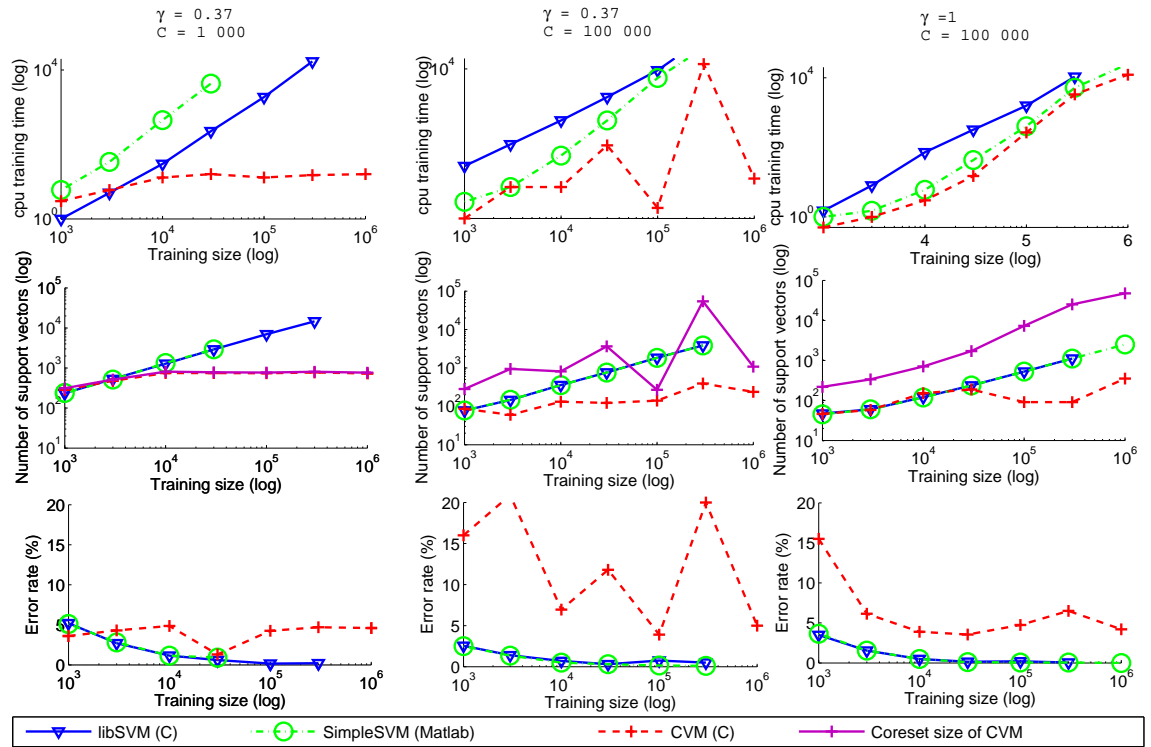 γ = 0.37
C = 1 000
γ = 0.37
C = 100 000
γ =1
C = 100 000
cpu training time (log)
10^4
10^0
10^3 10^4 10^5 10^6
Training size (log)
cpu training time (log)
10^4
10^0
10^3 10^4 10^5 10^6
Training size (log)
cpu training time (log)
10^4
10^0
4 5 6
Training size (log)
Number of support vectors (log)
10^5
10^4
10^3
10^2
10^1
10^3 10^4 10^5 10^6
Training size (log)
Number of support vectors (log)
10^5
10^4
10^3
10^2
10^1
10^3 10^4 10^5 10^6
Training size (log)
Number of support vectors (log)
10^5
10^4
10^3
10^2
10^1
10^3 10^4 10^5 10^6
Training size (log)
Error rate (%)
20
15
10
5
0
10^3 10^4 10^5 10^6
Training size (log)
Error rate (%)
20
15
10
5
0
10^3 10^4 10^5 10^6
Training size (log)
Error rate (%)
20
15
10
5
0
10^3 10^4 10^5 10^6
Training size (log)
libSVM (C) SimpleSVM (Matlab) CVM (C) Coreset size of CVM